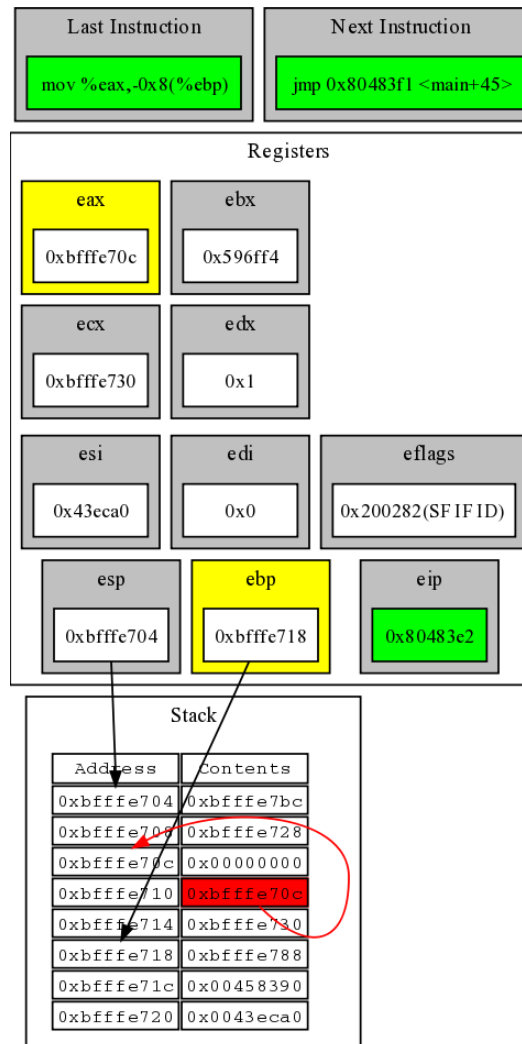 Last Instruction
Next Instruction
mov %eax,-0x8(%ebp)
jmp 0x80483f1 <main+45>
Registers
eax
ebx
0xbfffe70c
0x596ff4
ecx
edx
0xbfffe730
0x1
esi
edi
eflags
0x43eca0
0x0
0x200282(SF IF ID)
esp
ebp
eip
0xbfffe704
0xbfffe718
0x80483e2
Stack
Address Contents
0xbfffe704 0xbfffe7bc
0xbfffe708 0xbfffe728
0xbfffe70c 0x00000000
0xbfffe710 0xbfffe70c
0xbfffe714 0xbfffe730
0xbfffe718 0xbfffe788
0xbfffe71c 0x00458390
0xbfffe720 0x0043eca0